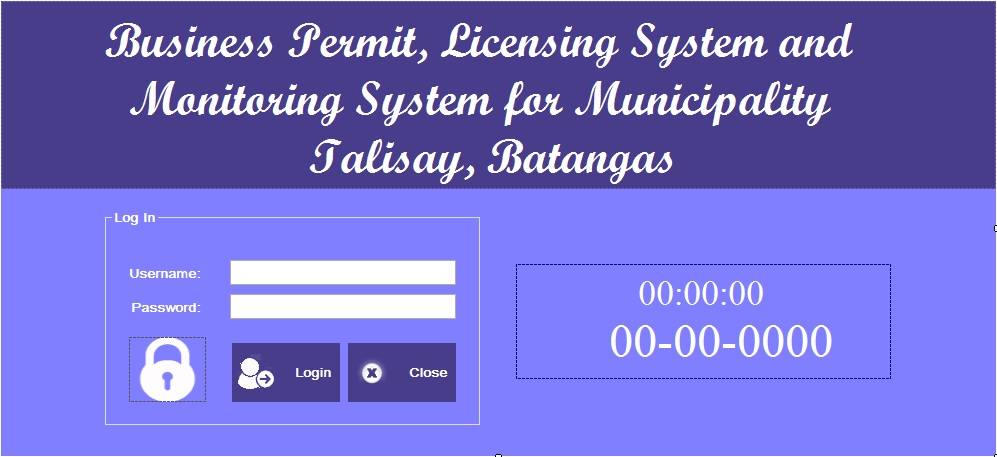 Business Permit, Licensing System and
Monitoring System for Municipality
Talisay, Batangas
Log In
Username:
Password:
Login
Close
00:00:00
00-00-0000